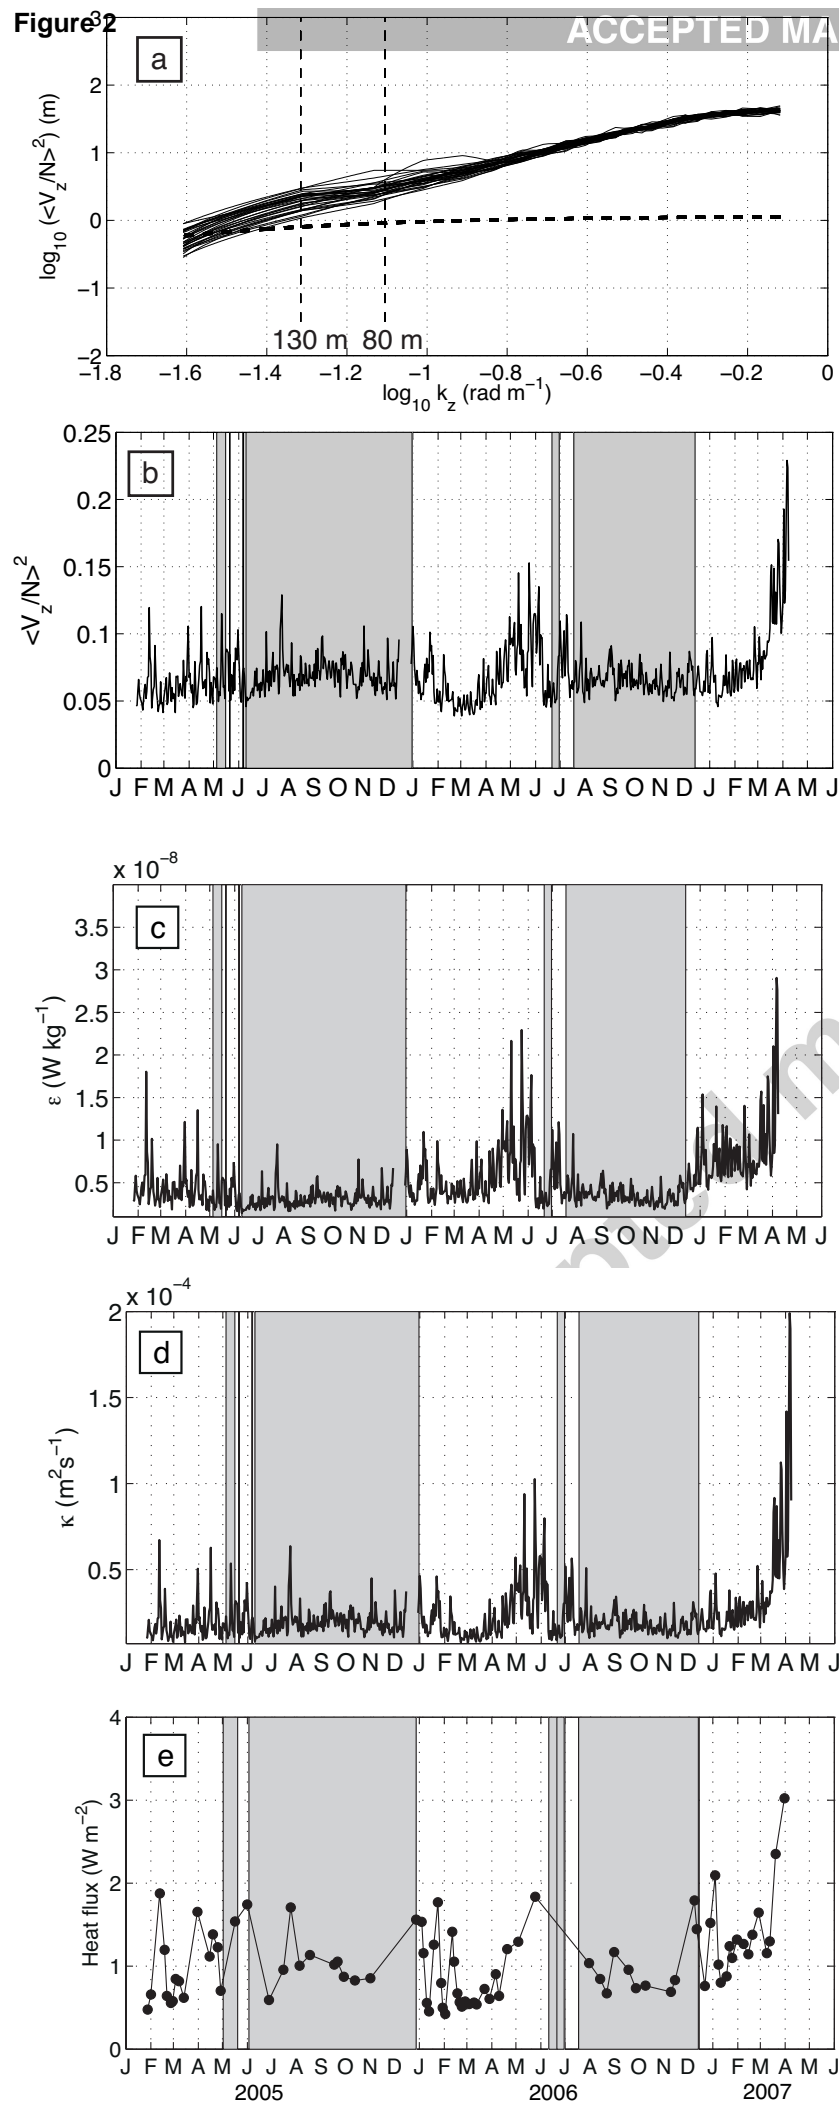 Figure 2
ACCEPTED MA
a
3
2
1
0
−1
−2
log10 (<Vz/N>2) (m)
130 m 80 m
−1.8 −1.6 −1.4 −1.2 −1 −0.8 −0.6 −0.4 −0.2 0
log10 kz (rad m−1)
b
0.25
0.2
0.15
0.1
0.05
0
<Vz/N>2
J F M A M J J A S O N D J F M A M J J A S O N D J F M A M J
x 10−8
c
3.5
3
2.5
2
1.5
1
0.5
ε (W kg−1)
J F M A M J J A S O N D J F M A M J J A S O N D J F M A M J
pted m
x 10−4
d
2
1.5
1
0.5
κ (m2s−1)
J F M A M J J A S O N D J F M A M J J A S O N D J F M A M J
e
4
3
2
1
0
Heat flux (W m−2)
J F M A M J J A S O N D J F M A M J J A S O N D J F M A M J
2005 2006 2007